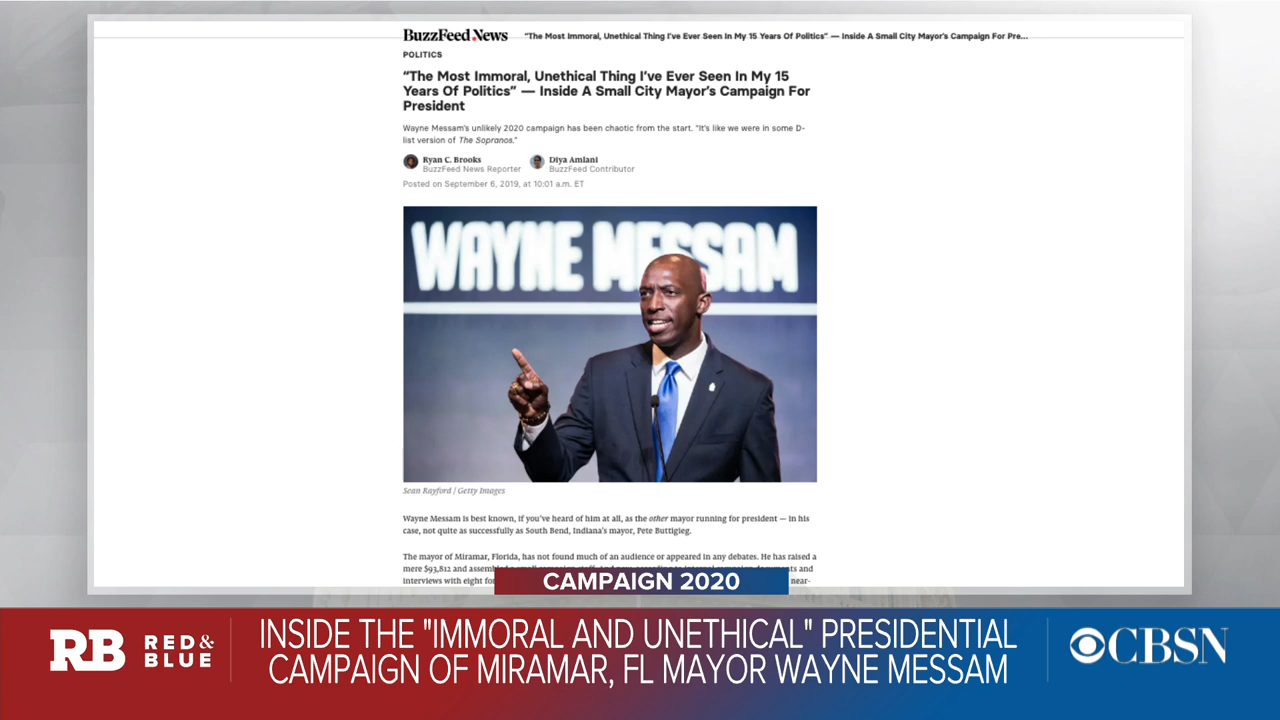 BuzzFeed News "The Most Immoral, Unethical Thing I've Ever Seen In My 15 Years Of Politics" — Inside A Small City Mayor's Campaign For Pre...
POLITICS
"The Most Immoral, Unethical Thing I've Ever Seen In My 15
Years Of Politics" — Inside A Small City Mayor's Campaign For
President
Wayne Messam's unlikely 2020 campaign has been chaotic from the start. "It's like we were in some D-
list version of The Sopranos."
Ryan C. Brooks
BuzzFeed News Reporter
Diya Amlani
BuzzFeed Contributor
Posted on September 6, 2019, at 10:01 a.m. ET
WAYNE MESSAM
Sean Rayford / Getty Images
Wayne Messam is best known, if you've heard of him at all, as the other mayor running for president — in his
case, not quite as successfully as South Bend, Indiana's mayor, Pete Buttigieg.
The mayor of Miramar, Florida, has not found much of an audience or appeared in any debates. He has raised a
mere $93,812 and
interviews with eight near-
CAMPAIGN 2020
RB RED & BLUE
INSIDE THE "IMMORAL AND UNETHICAL" PRESIDENTIAL
CAMPAIGN OF MIRAMAR, FL MAYOR WAYNE MESSAM
CBSN